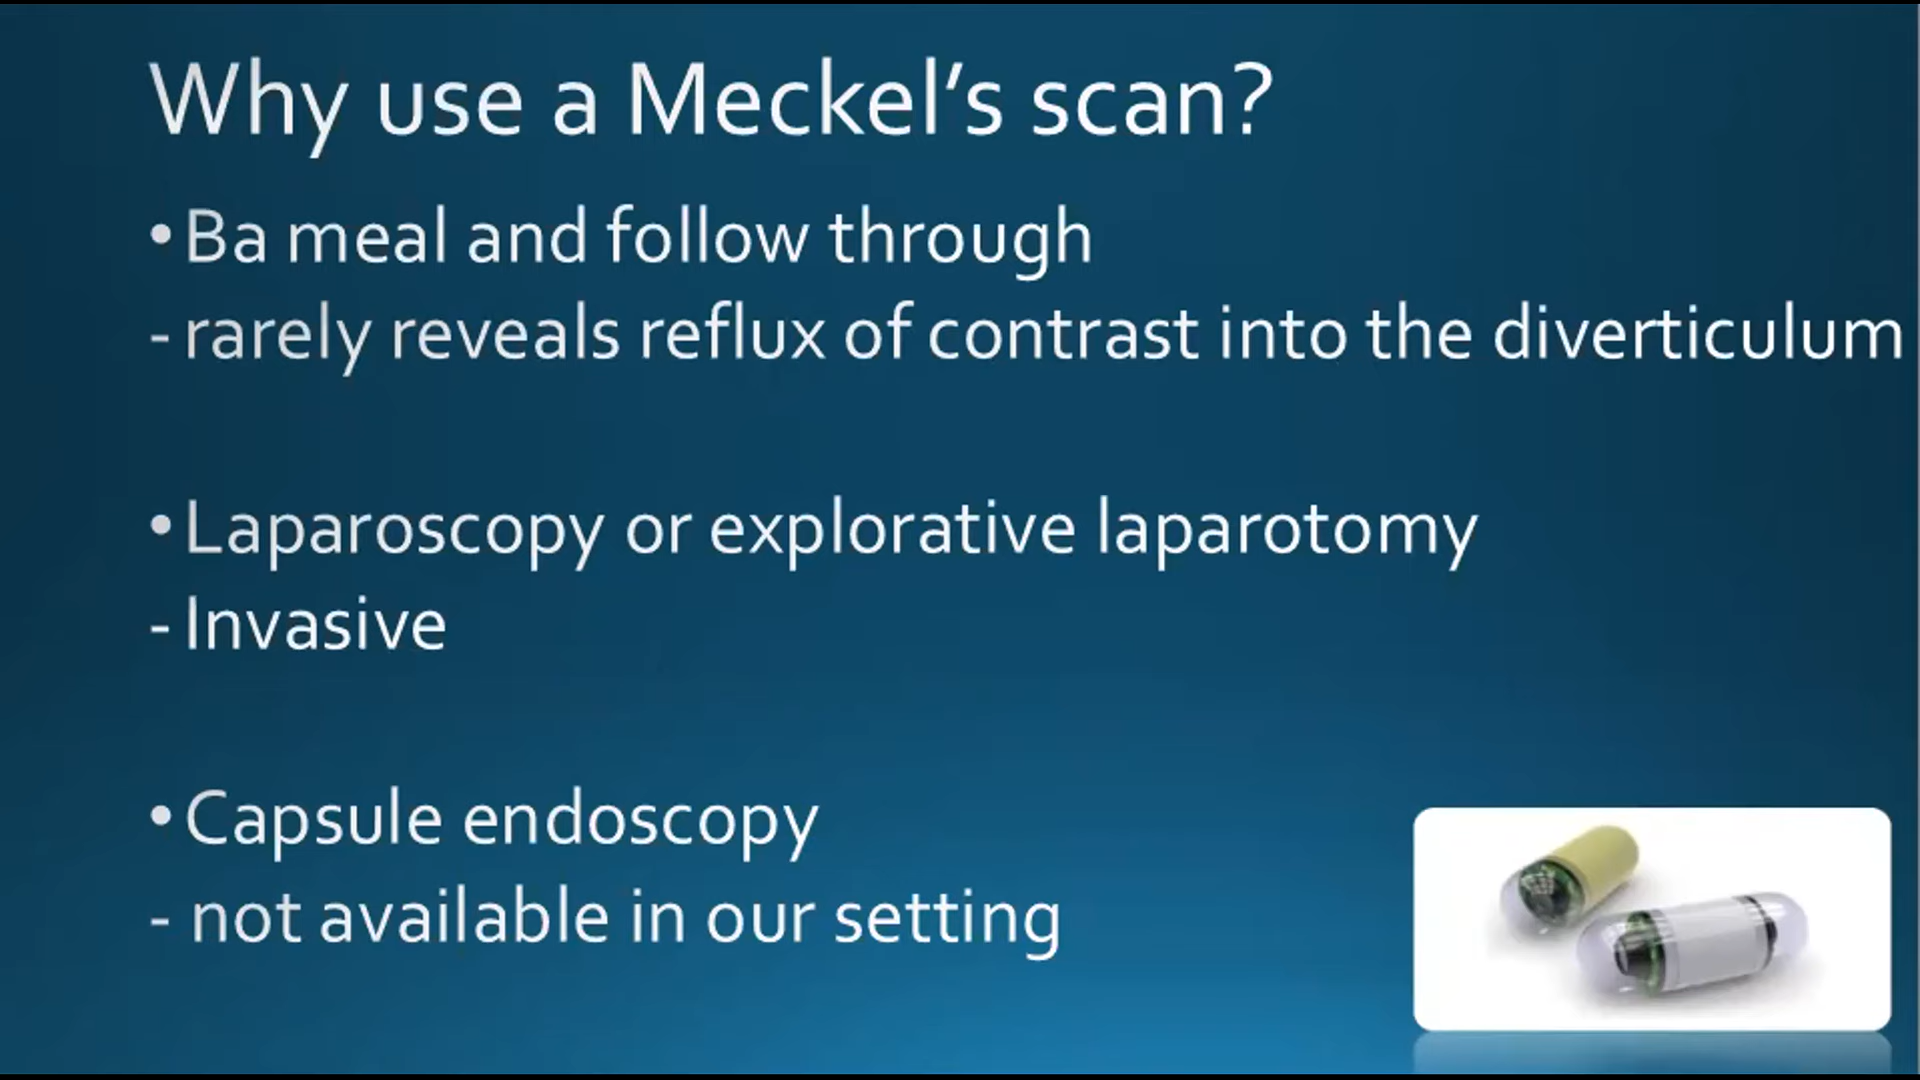 Why use a Meckel’s scan?
•Ba meal and follow through
- rarely reveals reflux of contrast into the diverticulum
•Laparoscopy or explorative laparotomy
- Invasive
•Capsule endoscopy
- not available in our setting